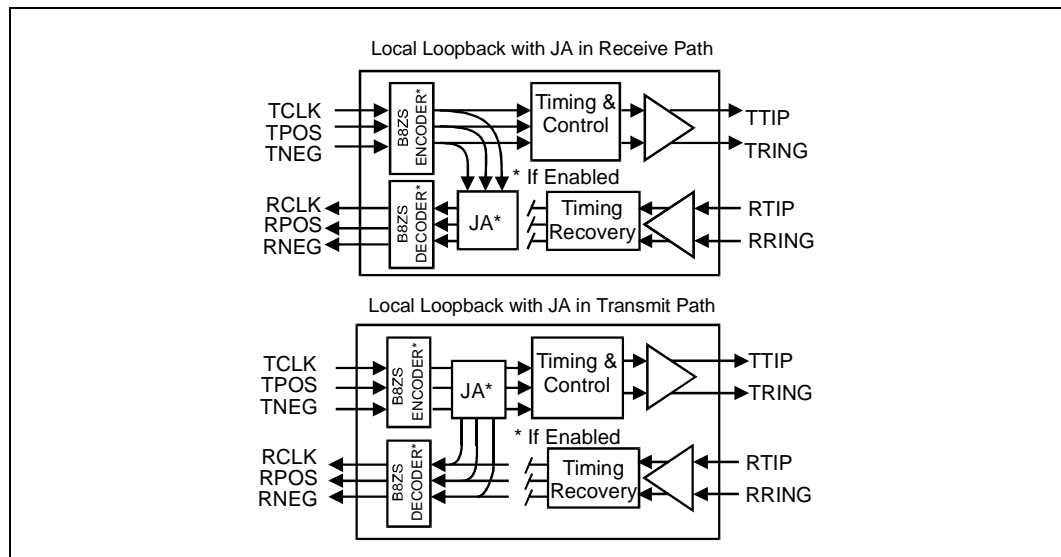 Local Loopback with JA in Receive Path
TCLK
TPOS
TNEG
B8ZS
ENCODER*
Timing &
Control
TTIP
TRING
* If Enabled
RCLK
RPOS
RNEG
B8ZS
DECODER*
JA*
Timing
Recovery
RTIP
RRING
Local Loopback with JA in Transmit Path
TCLK
TPOS
TNEG
B8ZS
ENCODER*
JA*
Timing &
Control
TTIP
TRING
* If Enabled
RCLK
RPOS
RNEG
B8ZS
DECODER*
Timing
Recovery
RTIP
RRING